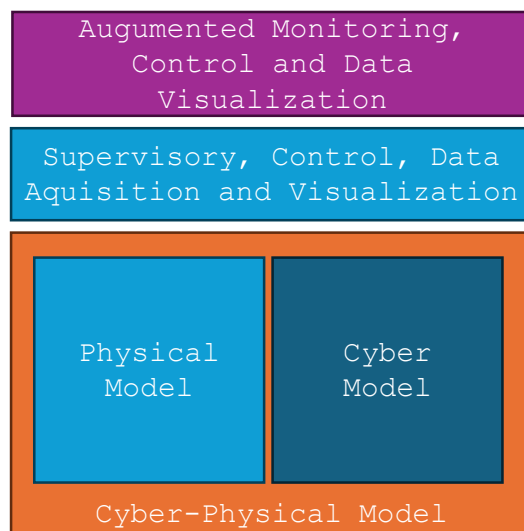 Augumented Monitoring,
Control and Data
Visualization
Supervisory, Control, Data
Aquisition and Visualization
Physical
Model
Cyber
Model
Cyber-Physical Model